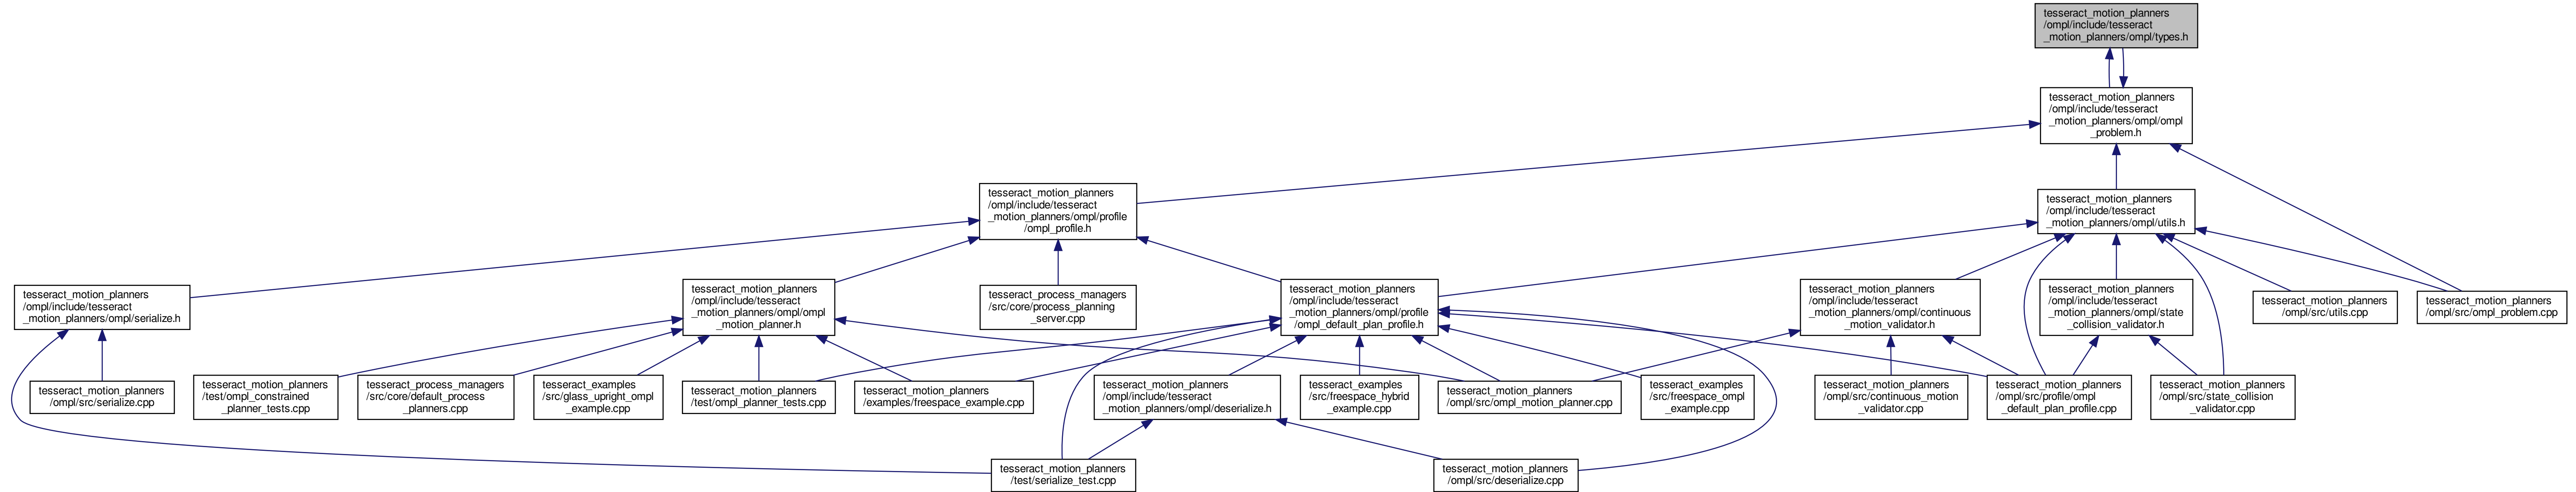 tesseract_motion_planners
/ompl/include/tesseract
_motion_planners/ompl/types.h
tesseract_motion_planners
/ompl/include/tesseract
_motion_planners/ompl/ompl
_problem.h
tesseract_motion_planners
/ompl/include/tesseract
_motion_planners/ompl/profile
/ompl_profile.h
tesseract_motion_planners
/ompl/include/tesseract
_motion_planners/ompl/utils.h
tesseract_motion_planners
/ompl/include/tesseract
_motion_planners/ompl/serialize.h
tesseract_motion_planners
/ompl/include/tesseract
_motion_planners/ompl/ompl
_motion_planner.h
tesseract_process_managers
/src/core/process_planning
_server.cpp
tesseract_motion_planners
/ompl/include/tesseract
_motion_planners/ompl/profile
/ompl_default_plan_profile.h
tesseract_motion_planners
/ompl/include/tesseract
_motion_planners/ompl/continuous
_motion_validator.h
tesseract_motion_planners
/ompl/include/tesseract
_motion_planners/ompl/state
_collision_validator.h
tesseract_motion_planners
/ompl/src/utils.cpp
tesseract_motion_planners
/ompl/src/ompl_problem.cpp
tesseract_motion_planners
/ompl/src/serialize.cpp
tesseract_motion_planners
/test/ompl_constrained
_planner_tests.cpp
tesseract_process_managers
/src/core/default_process
_planners.cpp
tesseract_examples
/src/glass_upright_ompl
_example.cpp
tesseract_motion_planners
/test/ompl_planner_tests.cpp
tesseract_motion_planners
/examples/freespace_example.cpp
tesseract_motion_planners
/ompl/include/tesseract
_motion_planners/ompl/deserialize.h
tesseract_examples
/src/freespace_hybrid
_example.cpp
tesseract_motion_planners
/ompl/src/ompl_motion_planner.cpp
tesseract_examples
/src/freespace_ompl
_example.cpp
tesseract_motion_planners
/ompl/src/continuous_motion
_validator.cpp
tesseract_motion_planners
/ompl/src/profile/ompl
_default_plan_profile.cpp
tesseract_motion_planners
/ompl/src/state_collision
_validator.cpp
tesseract_motion_planners
/test/serialize_test.cpp
tesseract_motion_planners
/ompl/src/deserialize.cpp